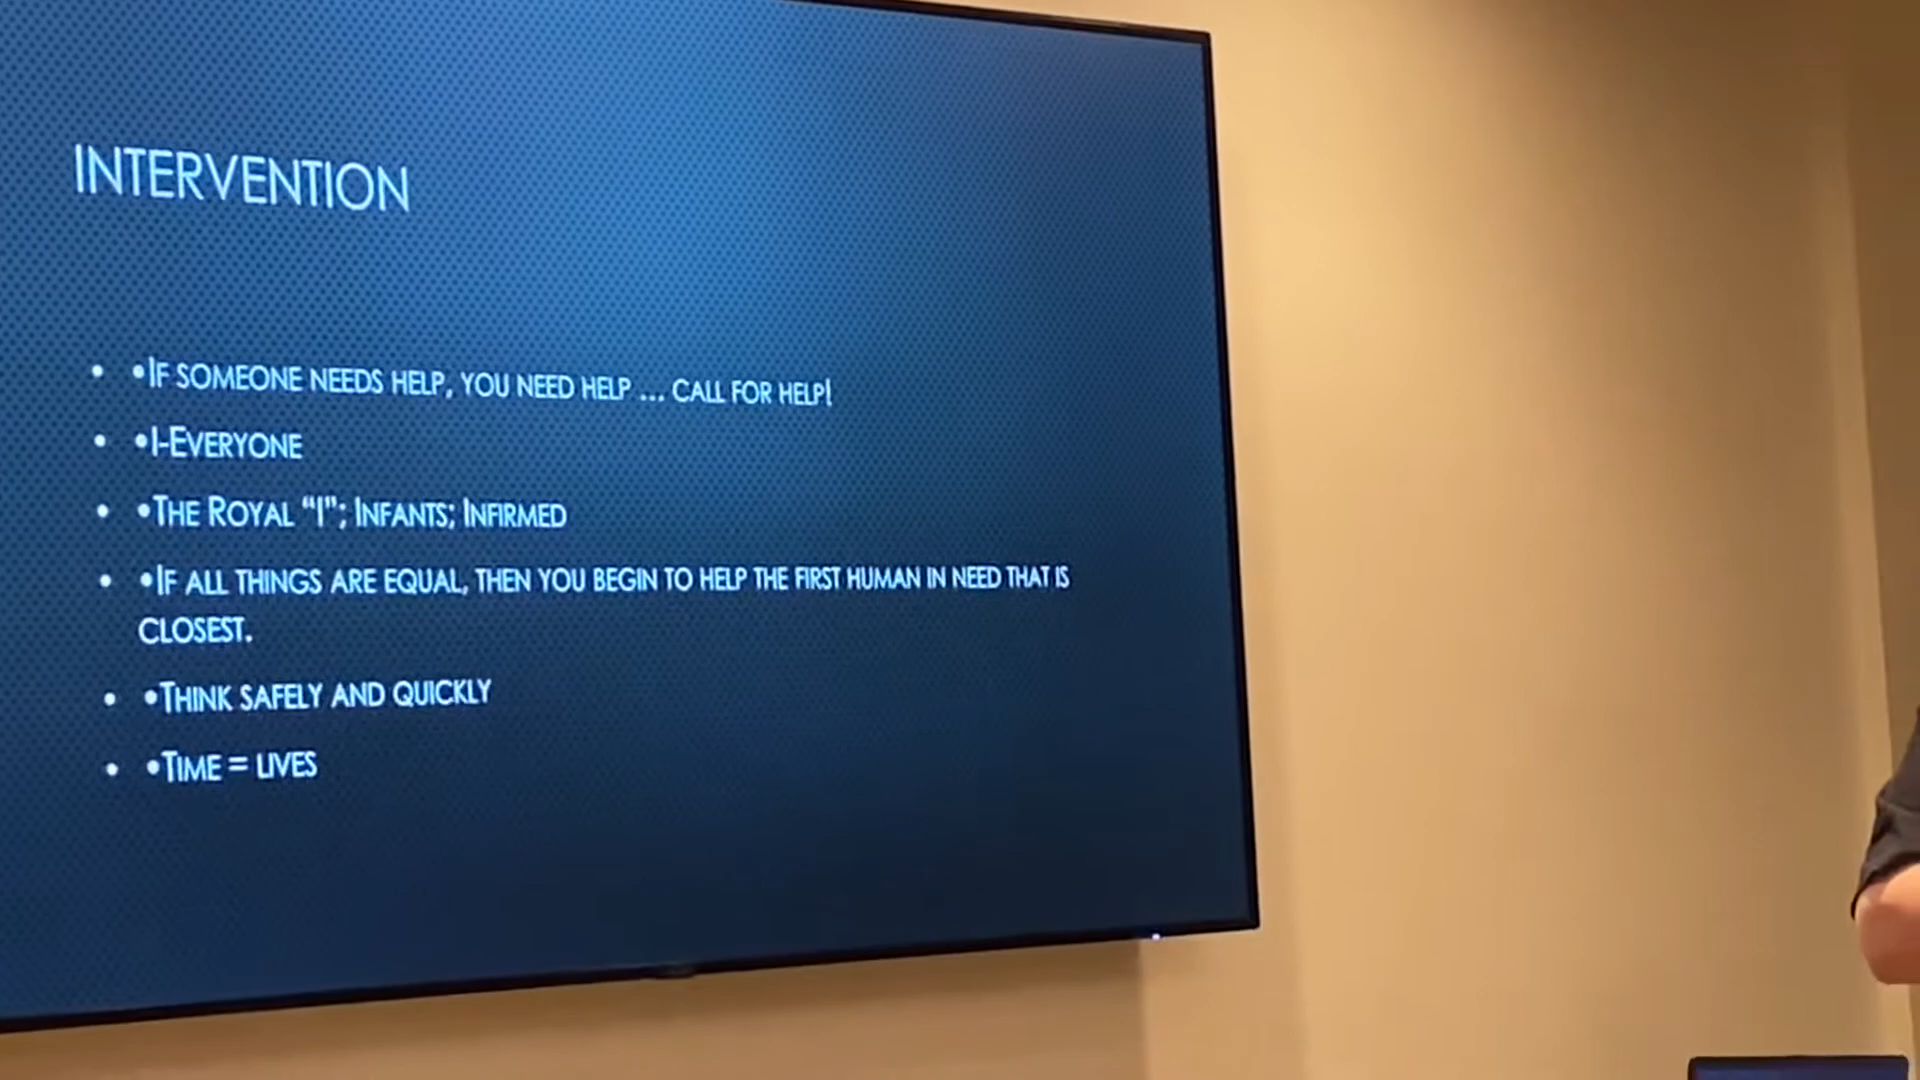 INTERVENTION
• •IF SOMEONE NEEDS HELP, YOU NEED HELP ... CALL FOR HELP!
• •I-EVERYONE
• •THE ROYAL “I”; INFANTS; INFIRMED
• •IF ALL THINGS ARE EQUAL, THEN YOU BEGIN TO HELP THE FIRST HUMAN IN NEED THAT IS
CLOSEST.
• •THINK SAFELY AND QUICKLY
• •TIME = LIVES